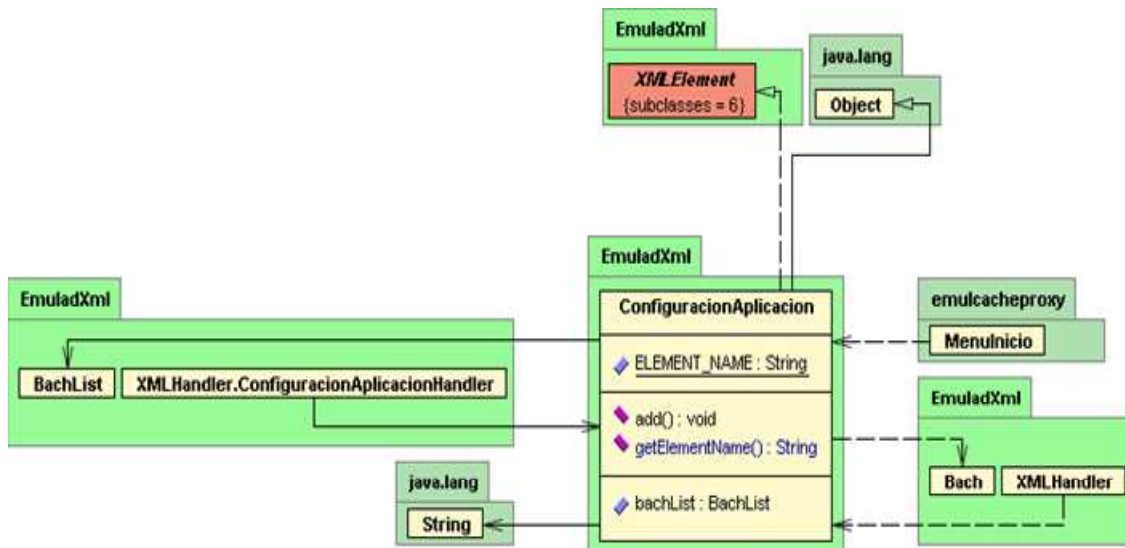 EmuladXml
XMLElement
{subclasses = 6}
java.lang
Object
EmuladXml
BachList
XMLHandler.ConfiguracionAplicacionHandler
EmuladXml
ConfiguracionAplicacion
ELEMENT_NAME : String
add() : void
getElementName() : String
bachList : BachList
emulcacheproxy
MenuInicio
EmuladXml
Bach
XMLHandler
java.lang
String